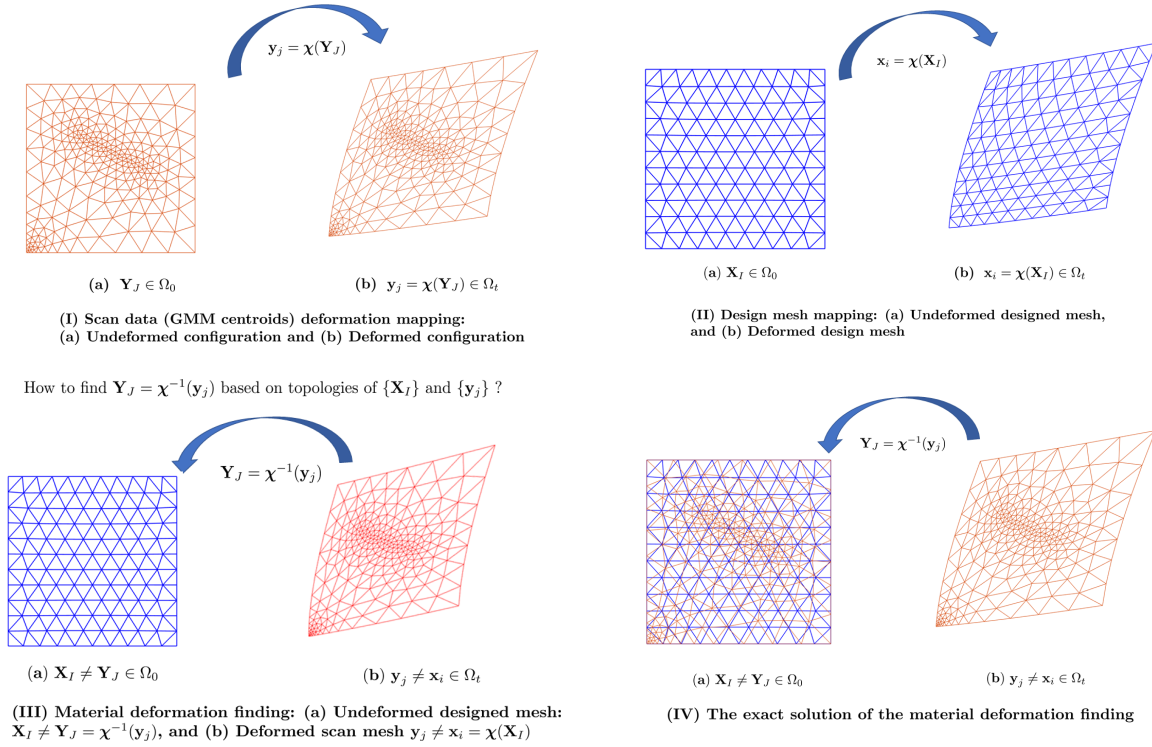 y_j = χ(Y_J)
(a) Y_J ∈ Ω_0
(b) y_j = χ(Y_J) ∈ Ω_t
(I) Scan data (GMM centroids) deformation mapping:
(a) Undeformed configuration and (b) Deformed configuration
x_i = χ(X_I)
(a) X_I ∈ Ω_0
(b) x_i = χ(X_I) ∈ Ω_t
(II) Design mesh mapping: (a) Undeformed designed mesh,
and (b) Deformed design mesh
How to find Y_J = χ^{-1}(y_j) based on topologies of {X_I} and {y_j} ?
Y_J = χ^{-1}(y_j)
(a) X_I ≠ Y_J ∈ Ω_0
(b) y_j ≠ x_i ∈ Ω_t
(III) Material deformation finding: (a) Undeformed designed mesh:
X_I ≠ Y_J = χ^{-1}(y_j), and (b) Deformed scan mesh y_j ≠ x_i = χ(X_I)
Y_J = χ^{-1}(y_j)
(a) X_I ≠ Y_J ∈ Ω_0
(b) y_j ≠ x_i ∈ Ω_t
(IV) The exact solution of the material deformation finding